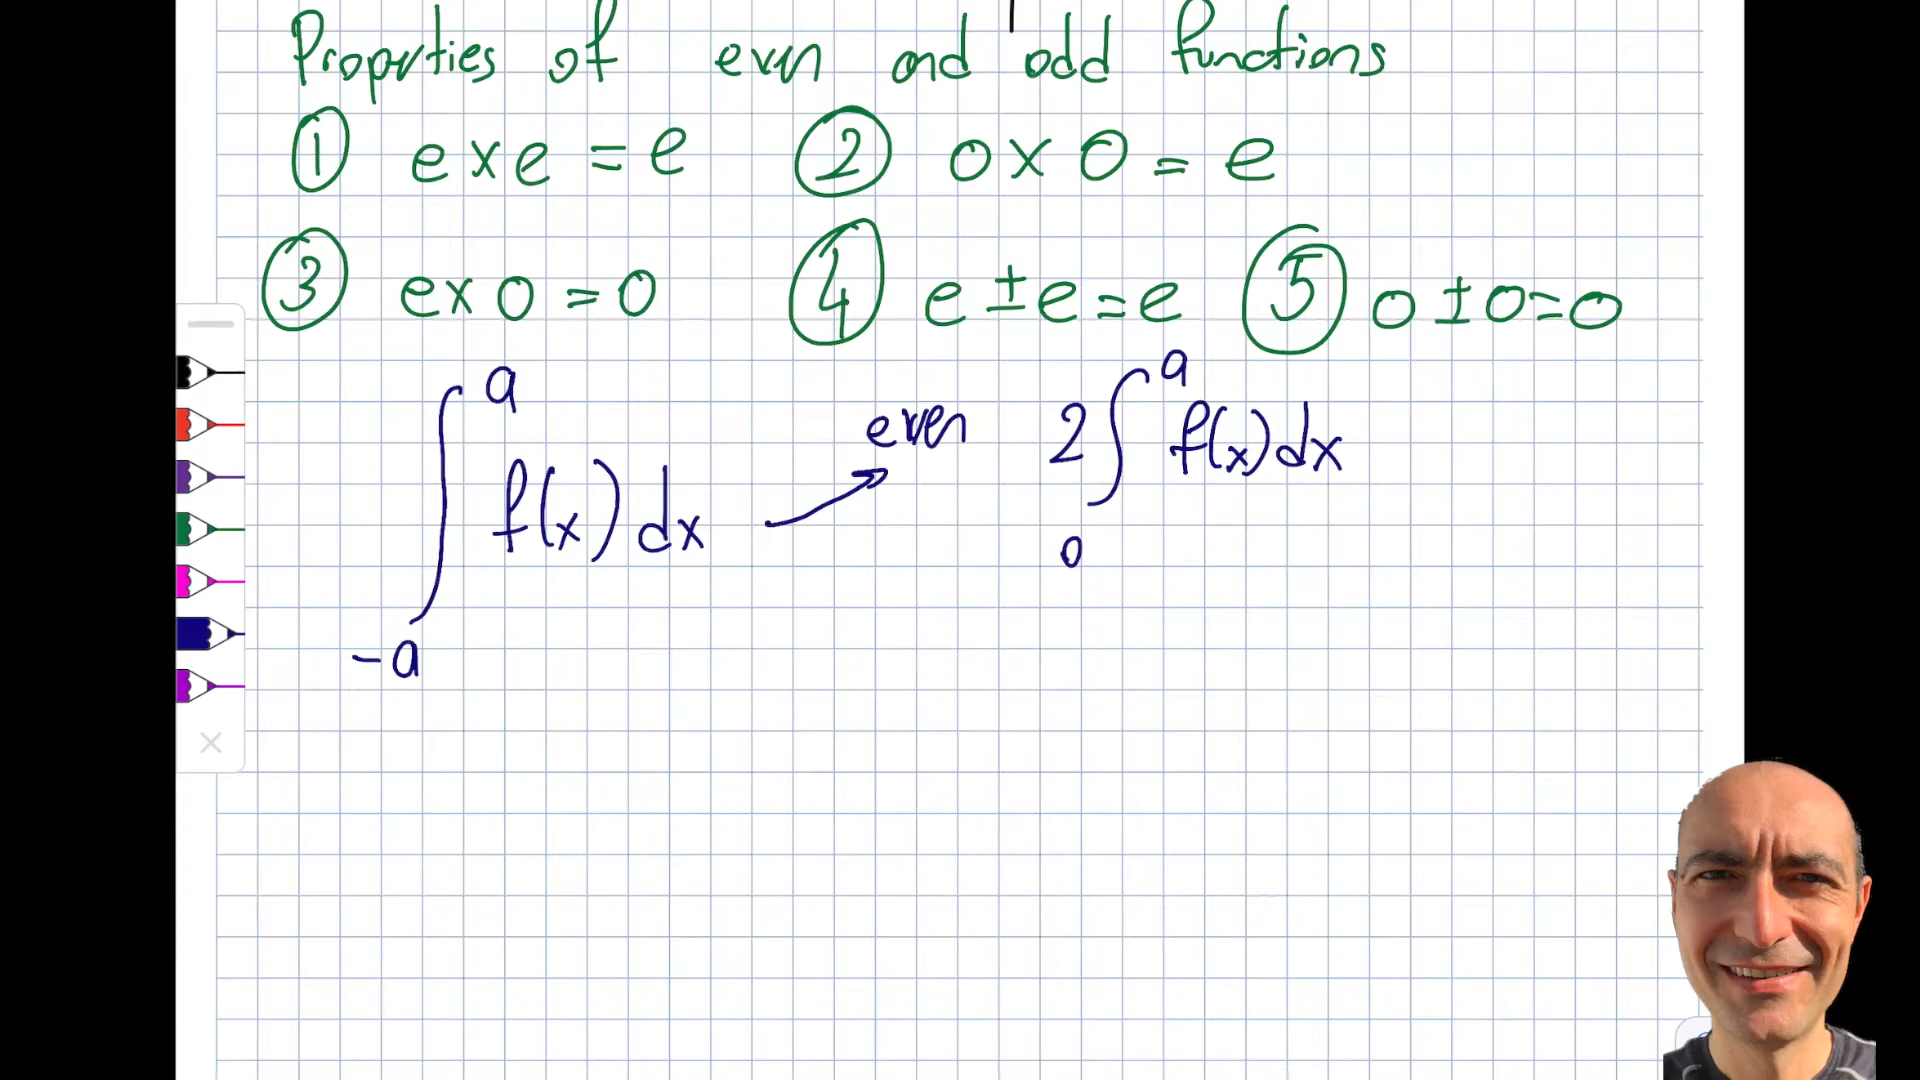 Properties of even and odd functions
① e x e = e ② o x o = e
③ e x o = o ④ e ± e = e ⑤ o ± o = o
∫_{-a}^{a} f(x) dx → even 2 ∫_{0}^{a} f(x) dx